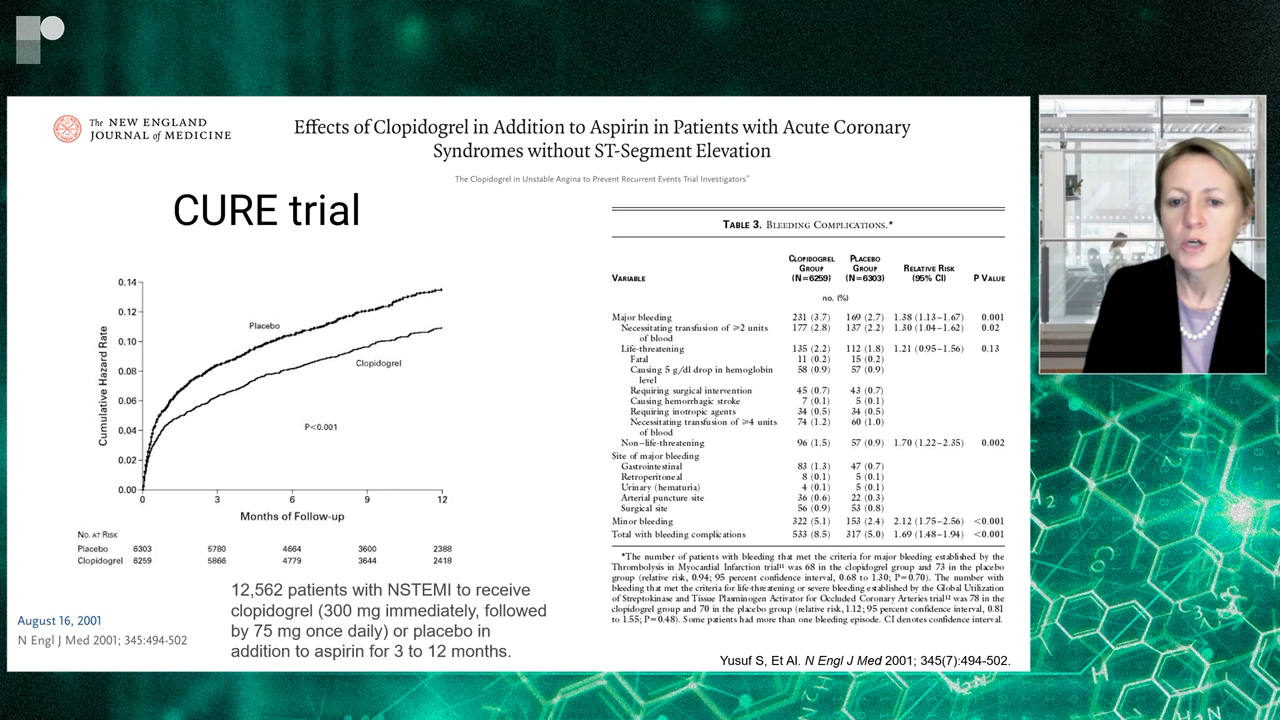 The NEW ENGLAND
JOURNAL of MEDICINE
Effects of Clopidogrel in Addition to Aspirin in Patients with Acute Coronary
Syndromes without ST-Segment Elevation
The Clopidogrel in Unstable Angina to Prevent Recurrent Events Trial Investigators*
CURE trial
Cumulative Hazard Rate
0.14
0.12
0.10
0.08
0.06
0.04
0.02
0.00
Placebo
Clopidogrel
P<0.001
0 3 6 9 12
Months of Follow-up
No. at Risk
Placebo 6303 5780 4664 3600 2388
Clopidogrel 6259 5866 4779 3644 2418
12,562 patients with NSTEMI to receive
clopidogrel (300 mg immediately, followed
by 75 mg once daily) or placebo in
addition to aspirin for 3 to 12 months.
August 16, 2001
N Engl J Med 2001; 345:494-502
Table 3. Bleeding Complications.*
Variable
Clopidogrel
Group
(N=6259)
Placebo
Group
(N=6303)
Relative Risk
(95% CI)
P Value
no. (%)
Major bleeding 231 (3.7) 169 (2.7) 1.38 (1.13–1.67) 0.001
Necessitating transfusion of ≥2 units 177 (2.8) 137 (2.2) 1.30 (1.04–1.62) 0.02
of blood
Life-threatening 135 (2.2) 112 (1.8) 1.21 (0.95–1.56) 0.13
Fatal 11 (0.2) 15 (0.2)
Causing 5 g/dl drop in hemoglobin 58 (0.9) 57 (0.9)
level
Requiring surgical intervention 45 (0.7) 43 (0.7)
Causing hemorrhagic stroke 7 (0.1) 5 (0.1)
Requiring inotropic agents 34 (0.5) 34 (0.5)
Necessitating transfusion of ≥4 units 74 (1.2) 60 (1.0)
of blood
Non–life-threatening 96 (1.5) 57 (0.9) 1.70 (1.22–2.35) 0.002
Site of major bleeding
Gastrointestinal 83 (1.3) 47 (0.7)
Retroperitoneal 8 (0.1) 5 (0.1)
Urinary (hematuria) 4 (0.1) 5 (0.1)
Arterial puncture site 36 (0.6) 22 (0.3)
Surgical site 56 (0.9) 53 (0.8)
Minor bleeding 322 (5.1) 153 (2.4) 2.12 (1.75–2.56) <0.001
Total with bleeding complications 533 (8.5) 317 (5.0) 1.69 (1.48–1.94) <0.001
*The number of patients with bleeding that met the criteria for major bleeding established by the
Thrombolysis in Myocardial Infarction trial¹¹ was 68 in the clopidogrel group and 73 in the placebo
group (relative risk, 0.94; 95 percent confidence interval, 0.68 to 1.30; P=0.70). The number with
bleeding that met the criteria for life-threatening or severe bleeding established by the Global Utilization
of Streptokinase and Tissue Plasminogen Activator for Occluded Coronary Arteries trial¹² was 78 in the
clopidogrel group and 70 in the placebo group (relative risk, 1.12; 95 percent confidence interval, 0.81
to 1.55; P=0.48). Some patients had more than one bleeding episode. CI denotes confidence interval.
Yusuf S, Et Al. N Engl J Med 2001; 345(7):494-502.